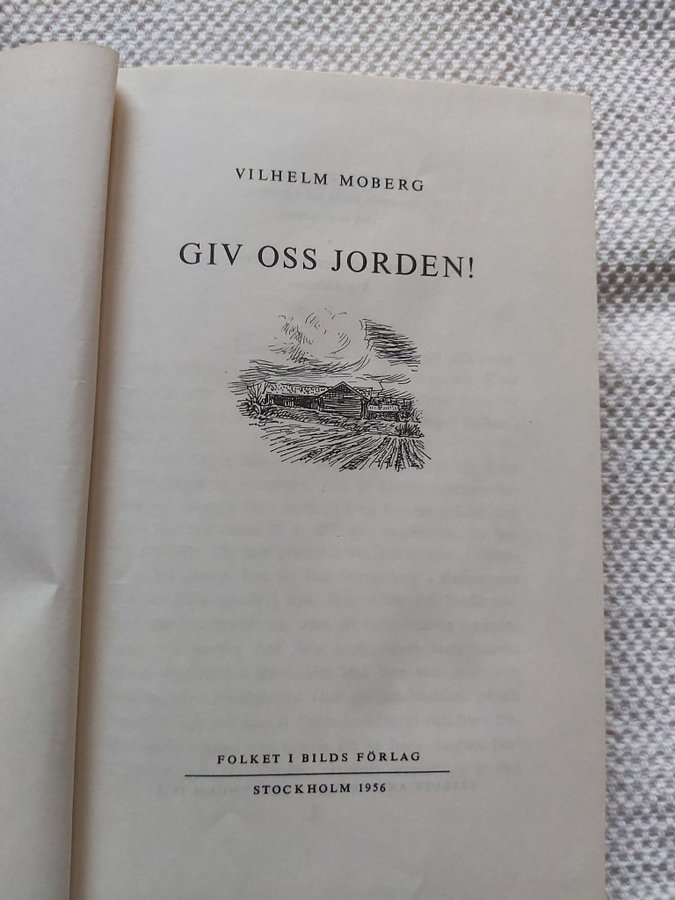 VILHELM MOBERG
GIV OSS JORDEN!
FOLKET I BILDS FÖRLAG
STOCKHOLM 1956